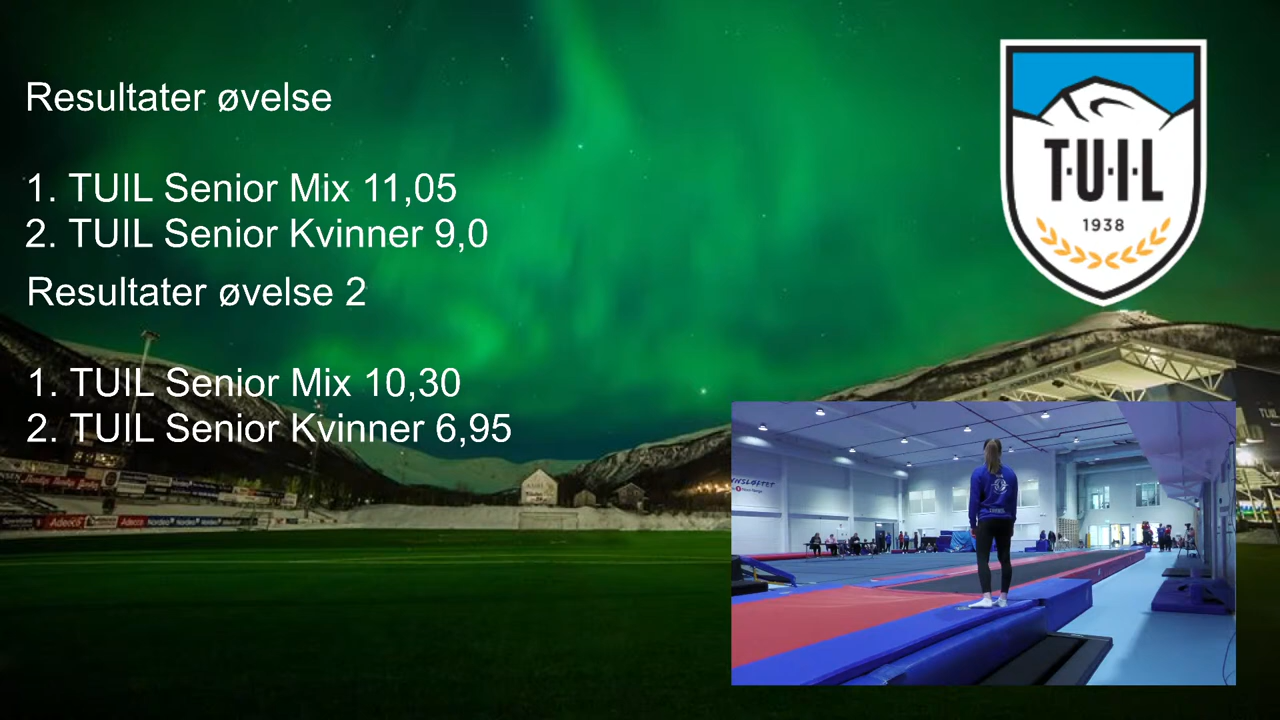 Resultater øvelse
1. TUIL Senior Mix 11,05
2. TUIL Senior Kvinner 9,0
Resultater øvelse 2
1. TUIL Senior Mix 10,30
2. TUIL Senior Kvinner 6,95
T·U·I·L
1938